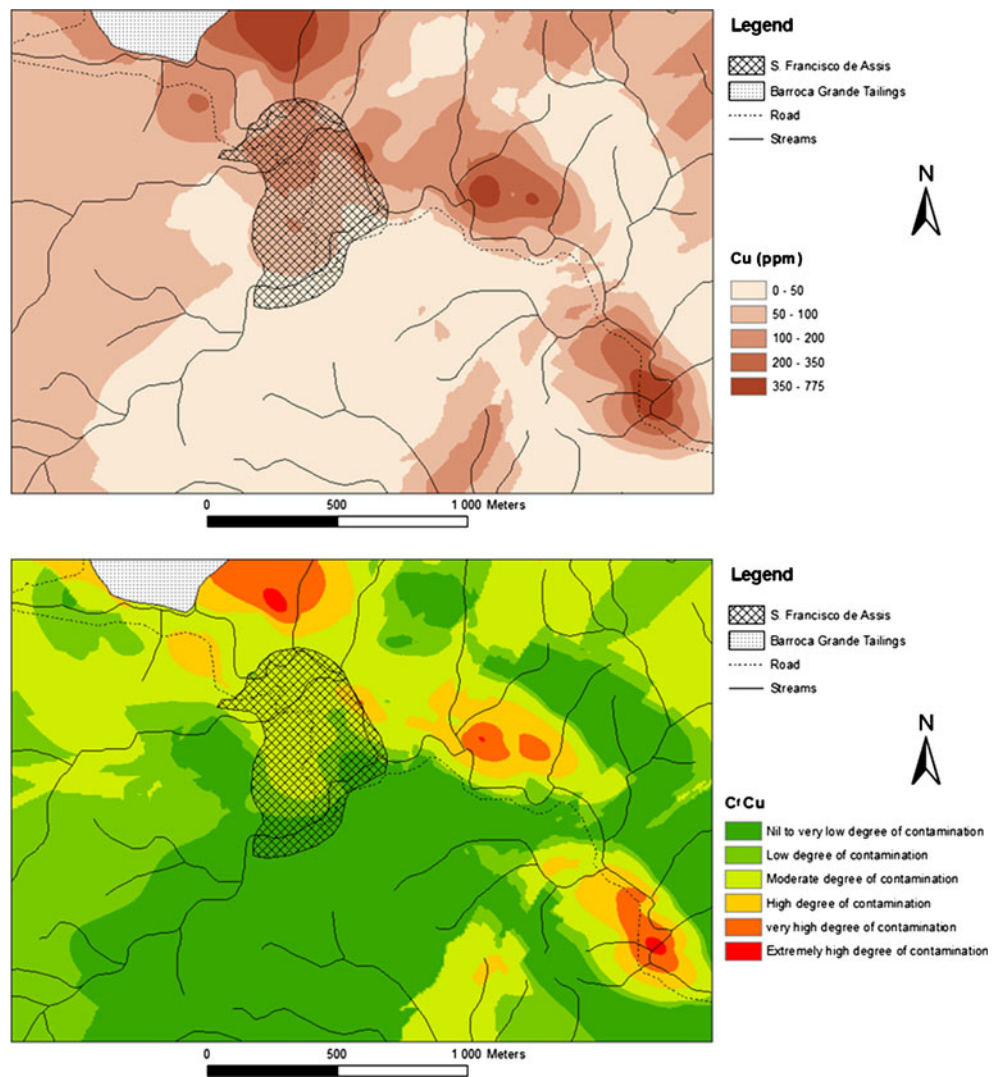 Legend
S. Francisco de Assis
Barroca Grande Tailings
Road
Streams
N
Cu (ppm)
0 - 50
50 - 100
100 - 200
200 - 350
350 - 775
0 500 1 000 Meters
Legend
S. Francisco de Assis
Barroca Grande Tailings
Road
Streams
N
Cf Cu
Nil to very low degree of contamination
Low degree of contamination
Moderate degree of contamination
High degree of contamination
very high degree of contamination
Extremely high degree of contamination
0 500 1 000 Meters